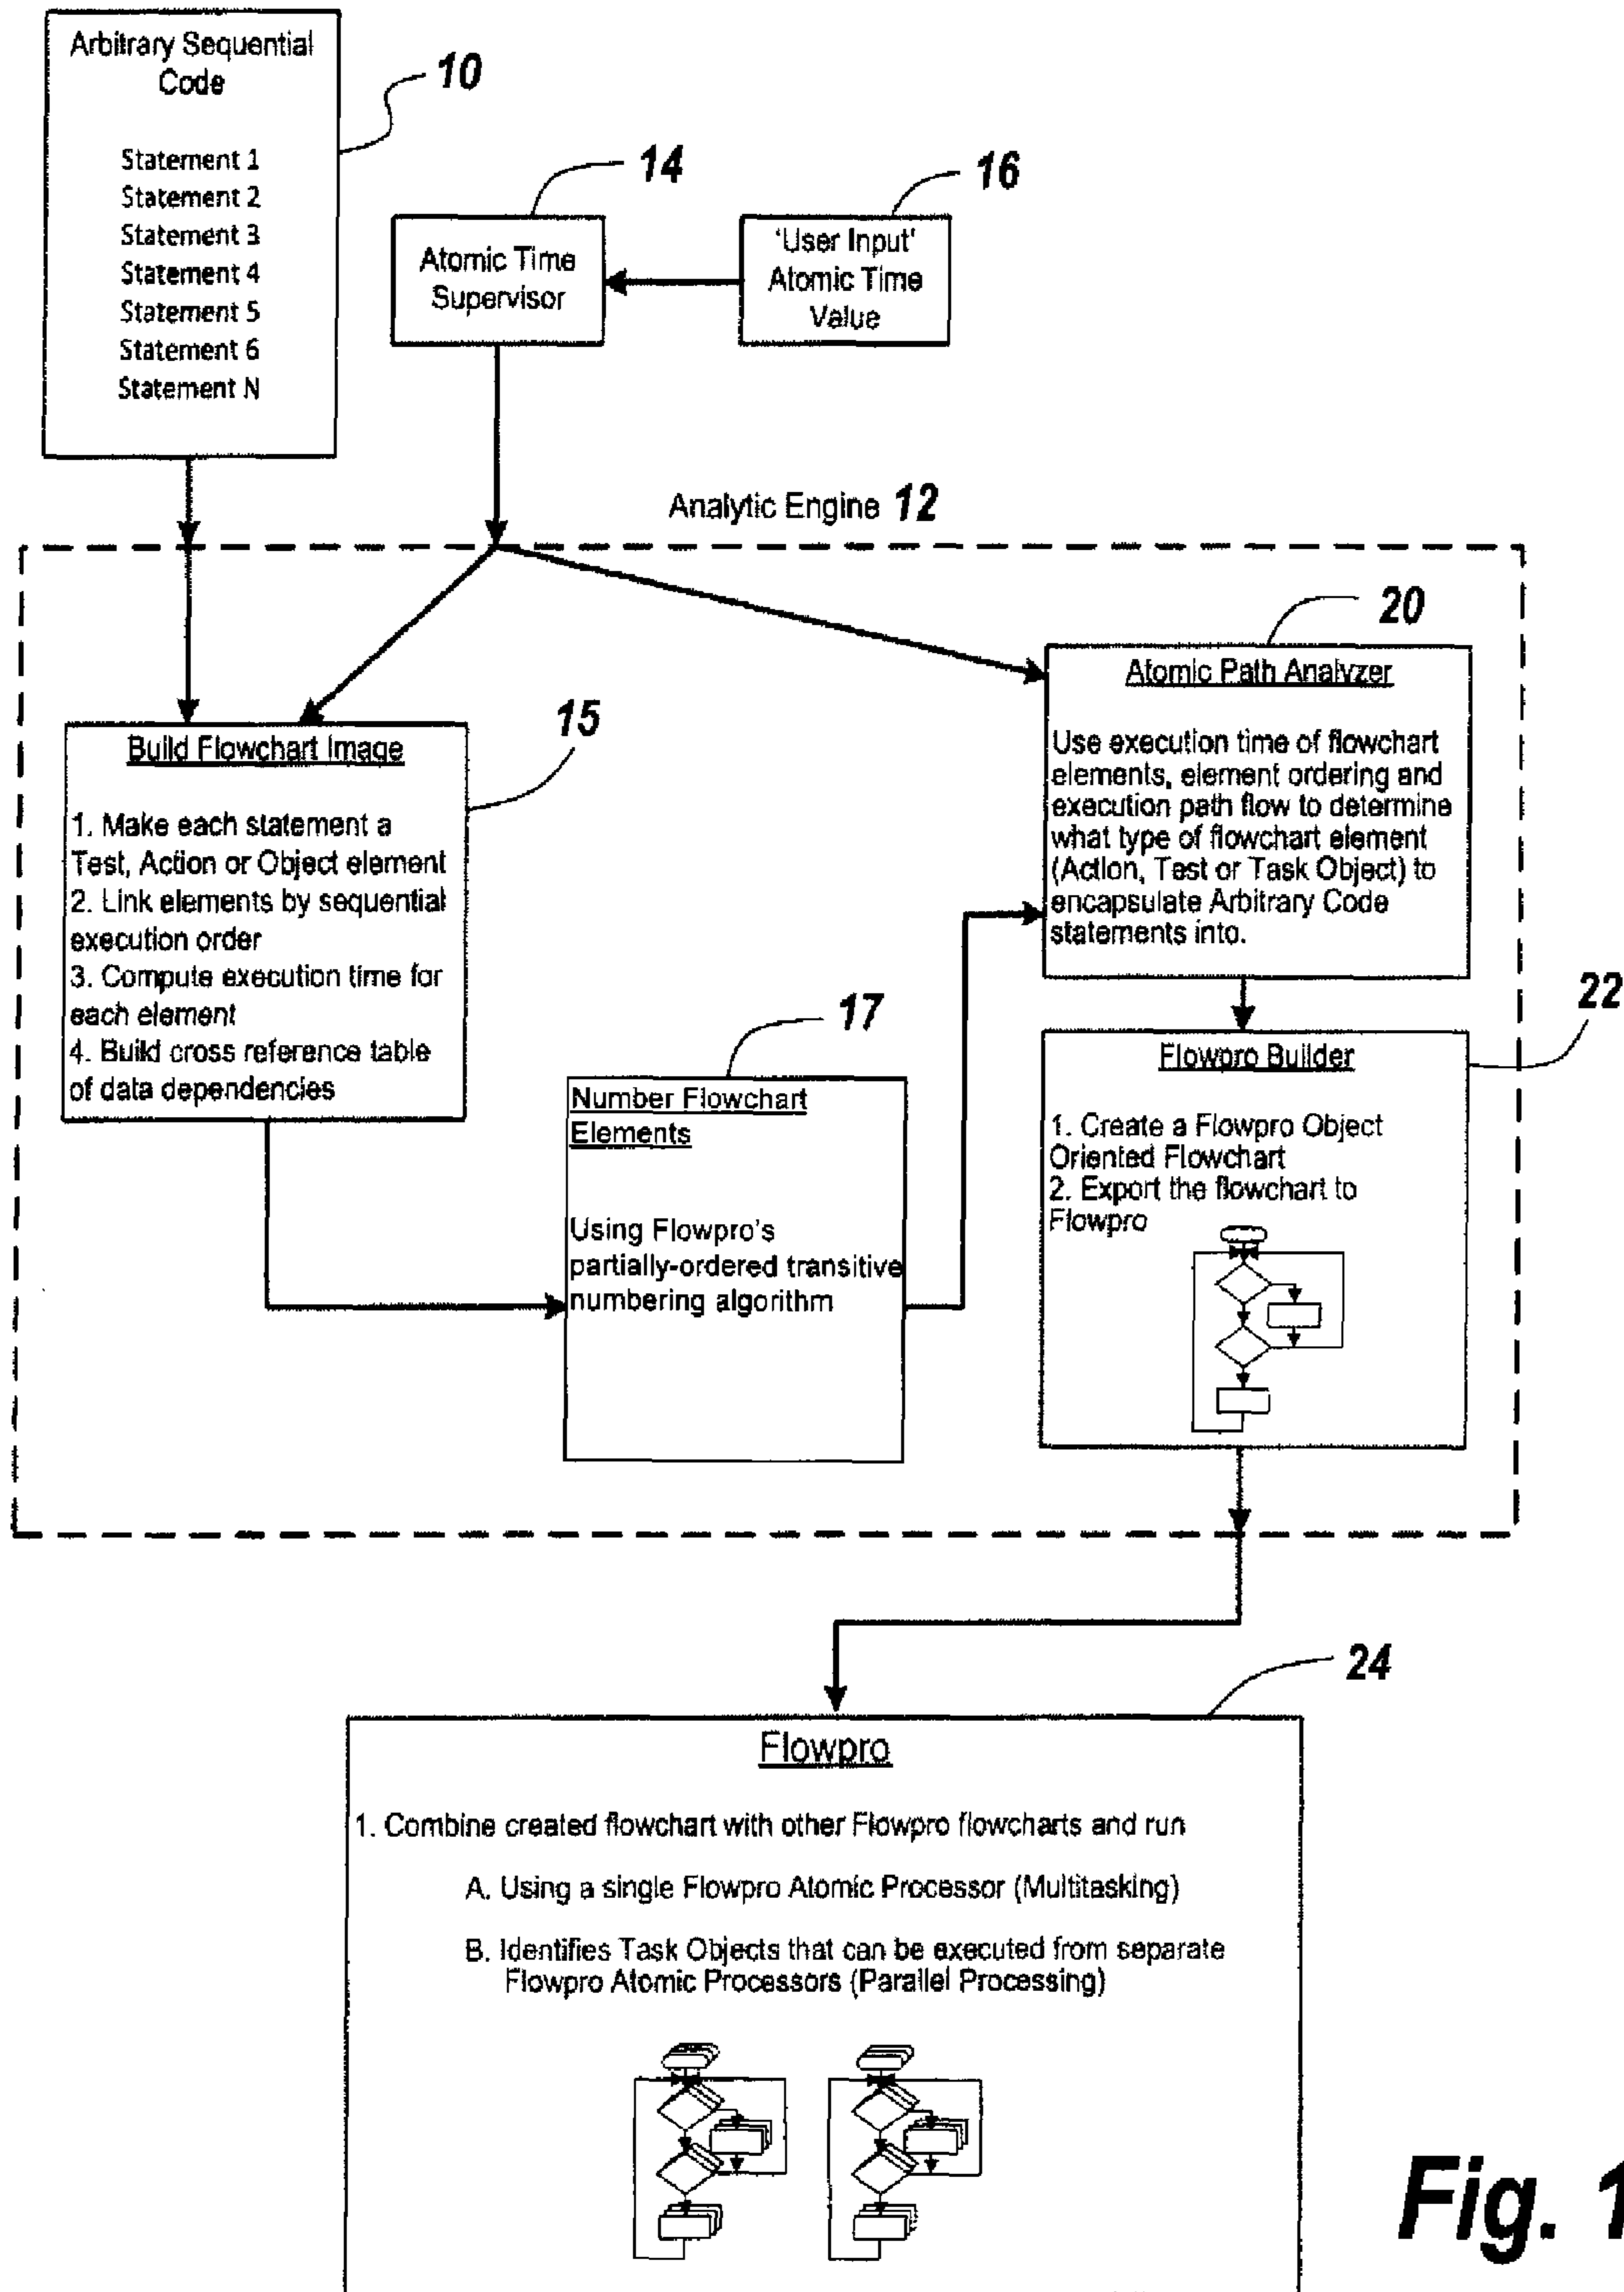 Arbitrary Sequential
Code
Statement 1
Statement 2
Statement 3
Statement 4
Statement 5
Statement 6
Statement N
10
14
16
Atomic Time
Supervisor
'User Input'
Atomic Time
Value
Analytic Engine 12
15
Build Flowchart Image
1. Make each statement a
Test, Action or Object element
2. Link elements by sequential
execution order
3. Compute execution time for
each element
4. Build cross reference table
of data dependencies
17
Number Flowchart
Elements
Using Flowpro's
partially-ordered transitive
numbering algorithm
20
Atomic Path Analyzer
Use execution time of flowchart
elements, element ordering and
execution path flow to determine
what type of flowchart element
(Action, Test or Task Object) to
encapsulate Arbitrary Code
statements into.
22
Flowpro Builder
1. Create a Flowpro Object
Oriented Flowchart
2. Export the flowchart to
Flowpro
24
Flowpro
1. Combine created flowchart with other Flowpro flowcharts and run
A. Using a single Flowpro Atomic Processor (Multitasking)
B. Identifies Task Objects that can be executed from separate
Flowpro Atomic Processors (Parallel Processing)
Fig. 1